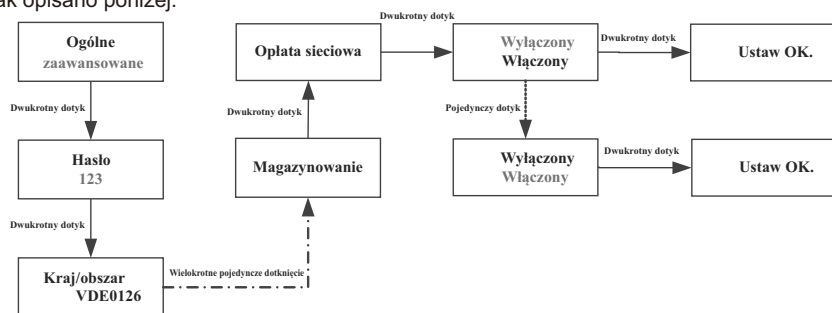 ak opisano poniżej.
Ogólne
zaawansowane
Dwukrotny dotyk
Hasło
123
Dwukrotny dotyk
Kraj/obszar
VDE0126
Wielokrotne pojedyncze dotknięcie
Magazynowanie
Dwukrotny dotyk
Opłata sieciowa
Dwukrotny dotyk
Wyłączony
Włączony
Dwukrotny dotyk
Ustaw OK.
Pojedynczy dotyk
Wyłączony
Włączony
Dwukrotny dotyk
Ustaw OK.